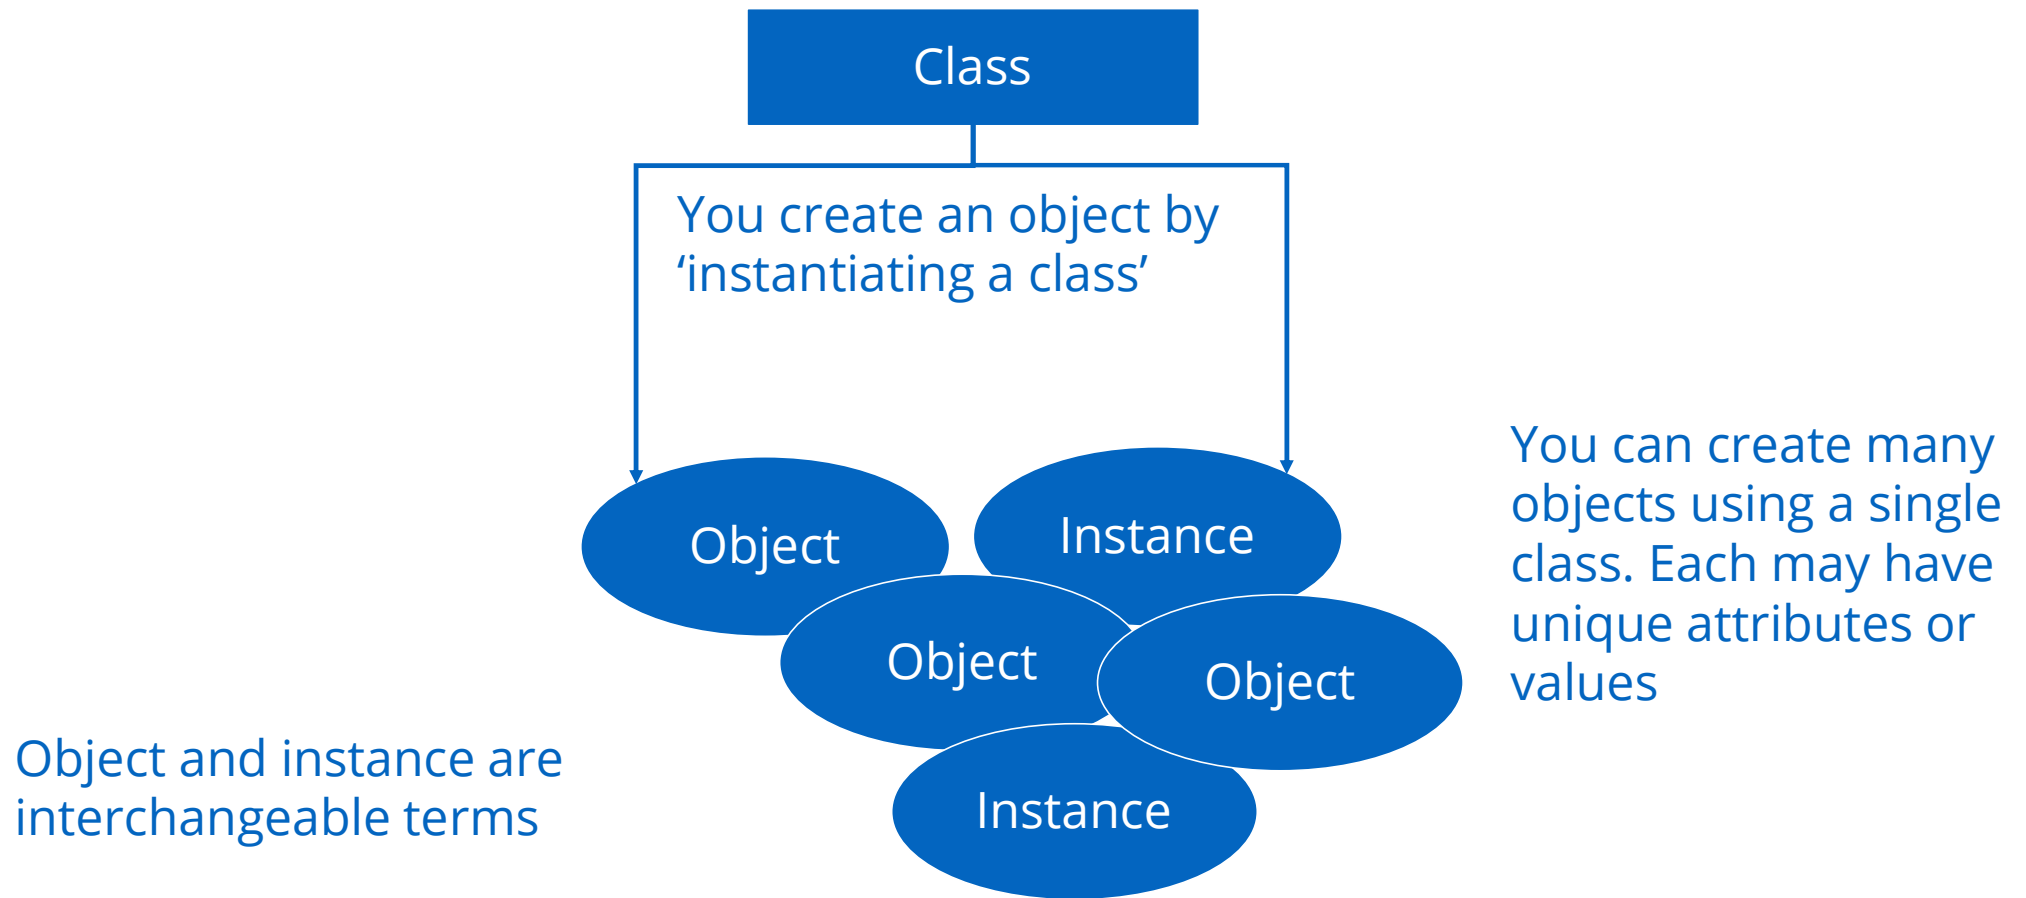 Class
You create an object by
‘instantiating a class’
Object
Instance
Object
Object
Instance
You can create many
objects using a single
class. Each may have
unique attributes or
values
Object and instance are
interchangeable terms